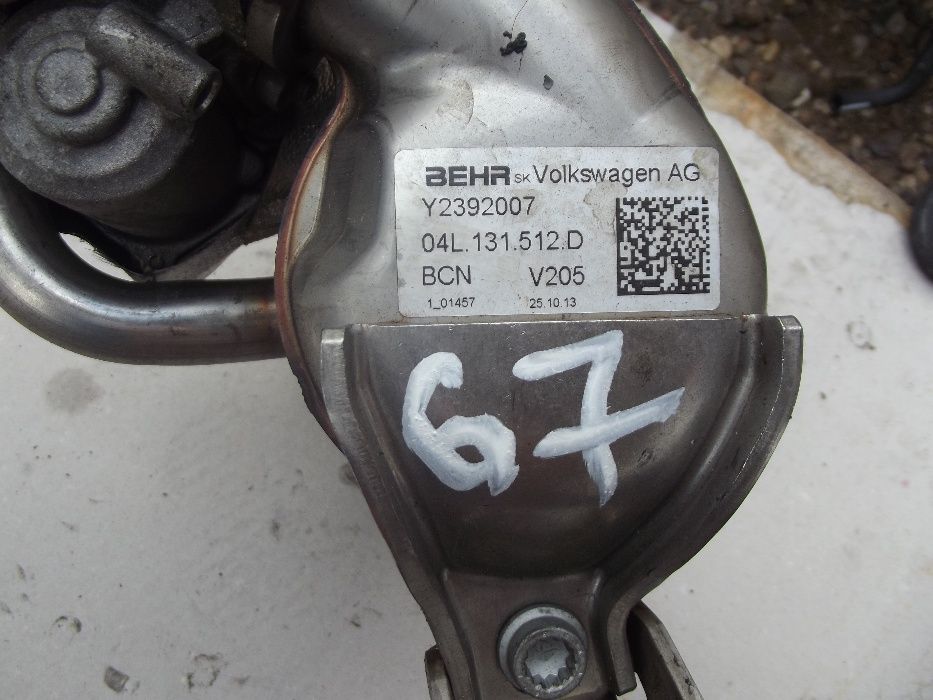 BEHR SK Volkswagen AG
Y2392007
04L.131.512.D
BCN V205
1_01457 25.10.13
67